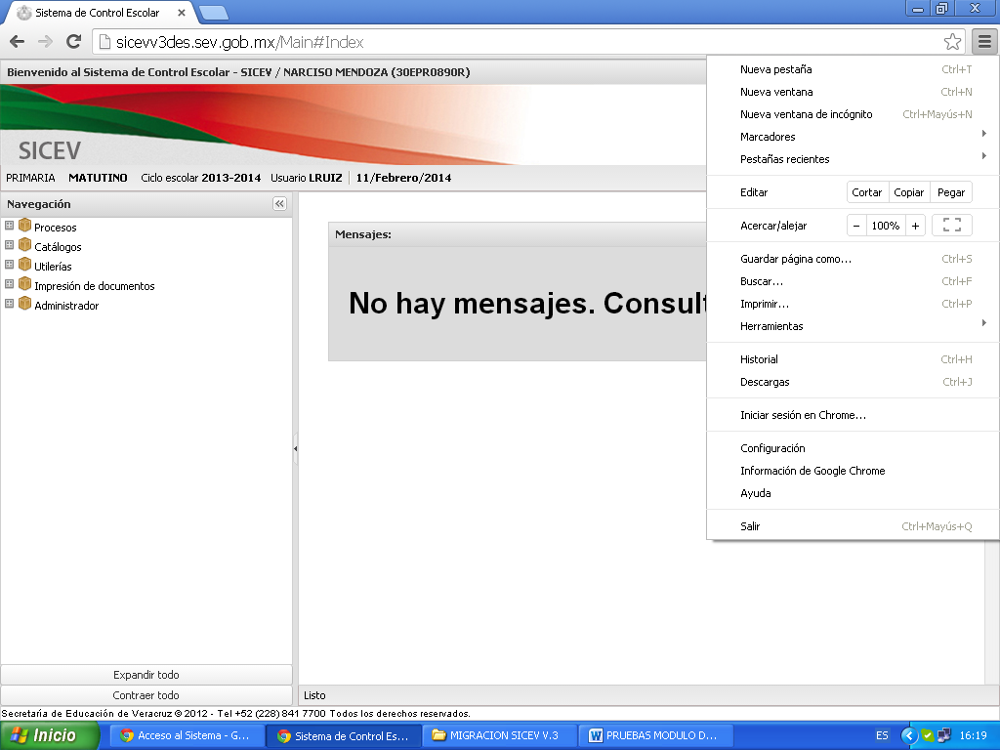 Sistema de Control Escolar
sicevv3des.sev.gob.mx/Main#Index
Bienvenido al Sistema de Control Escolar - SICEV / NARCISO MENDOZA (30EPR0890R)
SICEV
PRIMARIA MATUTINO Ciclo escolar 2013-2014 Usuario LRUIZ 11/Febrero/2014
Navegación
Procesos
Catálogos
Utilerías
Impresión de documentos
Administrador
Expandir todo
Contraer todo
Mensajes:
No hay mensajes. Consult
Listo
Nueva pestaña Ctrl+T
Nueva ventana Ctrl+N
Nueva ventana de incógnito Ctrl+Mayús+N
Marcadores
Pestañas recientes
Editar Cortar Copiar Pegar
Acercar/alejar − 100% +
Guardar página como... Ctrl+S
Buscar... Ctrl+F
Imprimir... Ctrl+P
Herramientas
Historial Ctrl+H
Descargas Ctrl+J
Iniciar sesión en Chrome...
Configuración
Información de Google Chrome
Ayuda
Salir Ctrl+Mayús+Q
Secretaría de Educación de Veracruz © 2012 - Tel +52 (228) 841 7700 Todos los derechos reservados.
Inicio Acceso al Sistema - G... Sistema de Control Es... MIGRACION SICEV V.3 PRUEBAS MODULO D... ES 16:19